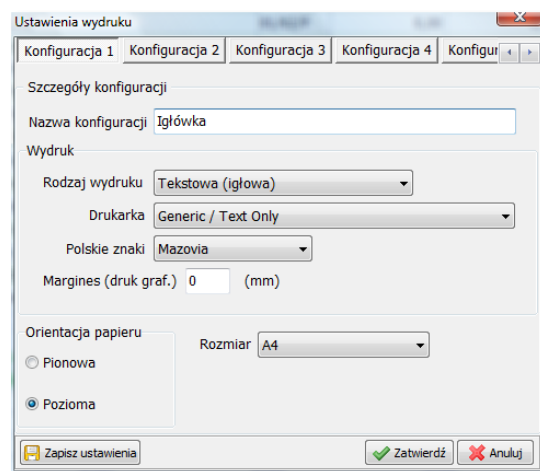 Ustawienia wydruku
Konfiguracja 1 Konfiguracja 2 Konfiguracja 3 Konfiguracja 4 Konfigur
Szczegóły konfiguracji
Nazwa konfiguracji Igłówka
Wydruk
Rodzaj wydruku Tekstowa (igłowa)
Drukarka Generic / Text Only
Polskie znaki Mazovia
Margines (druk graf.) 0 (mm)
Orientacja papieru
Rozmiar A4
Pionowa
Pozioma
Zapisz ustawienia Zatwierdź Anuluj